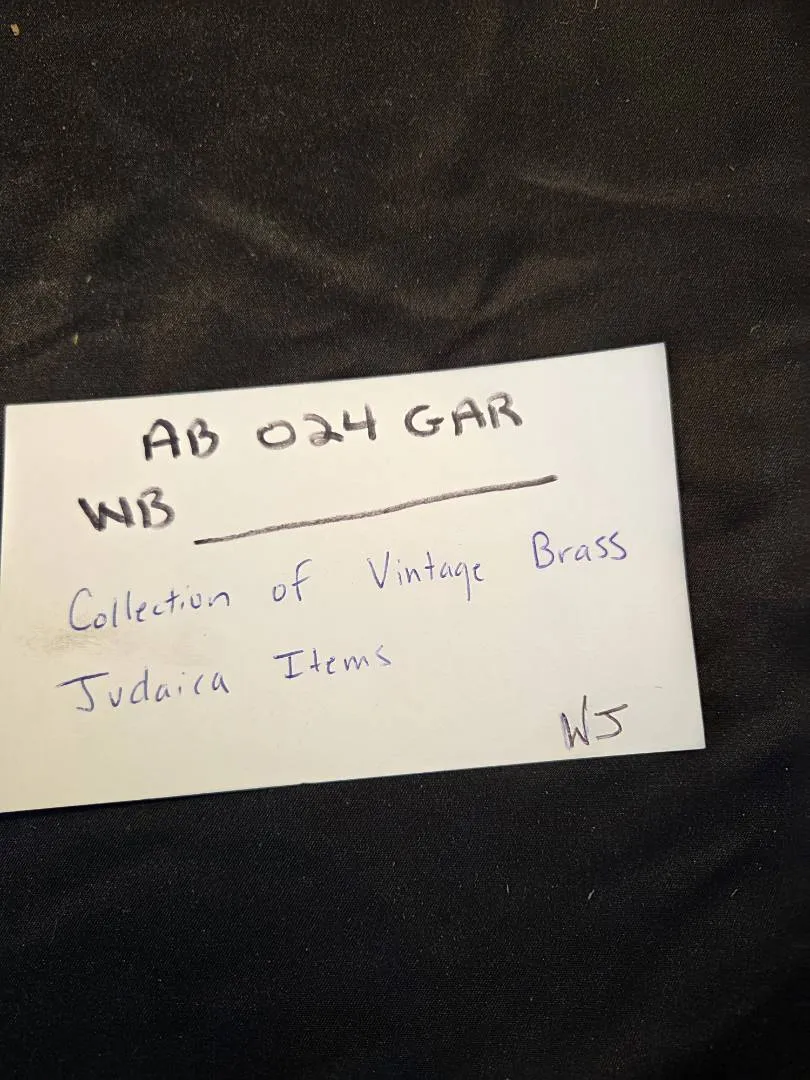 AB 024 GAR
WB
Collection of Vintage Brass
Judaica Items
WJ